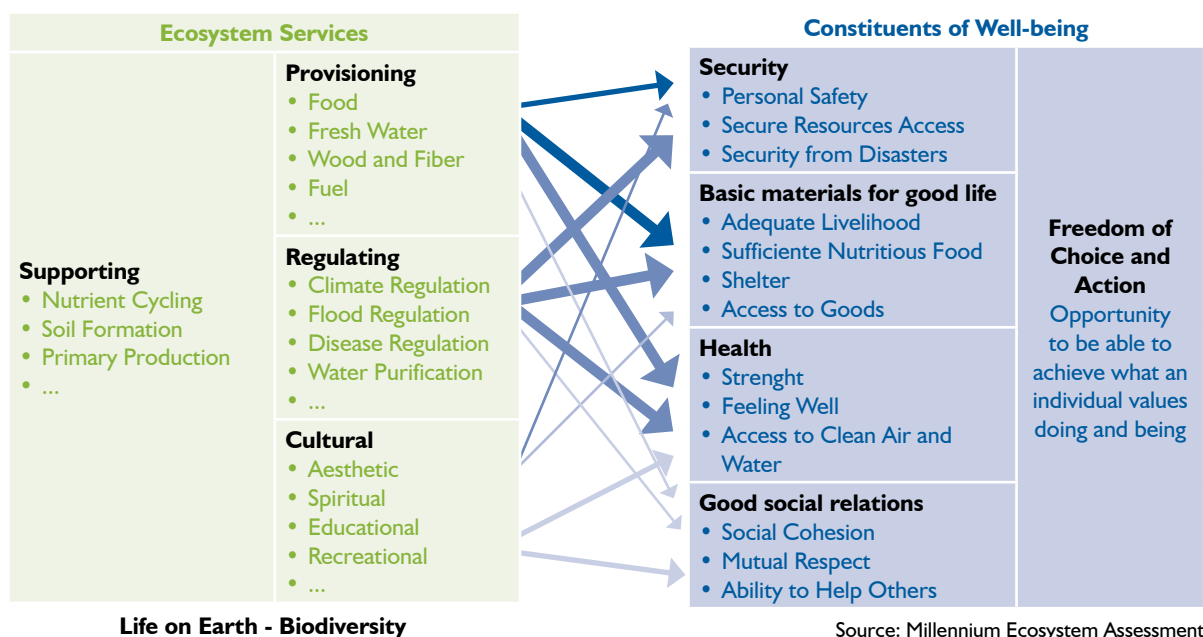 Ecosystem Services
Supporting
• Nutrient Cycling
• Soil Formation
• Primary Production
• ...
Provisioning
• Food
• Fresh Water
• Wood and Fiber
• Fuel
• ...
Regulating
• Climate Regulation
• Flood Regulation
• Disease Regulation
• Water Purification
• ...
Cultural
• Aesthetic
• Spiritual
• Educational
• Recreational
• ...
Life on Earth - Biodiversity
Constituents of Well-being
Security
• Personal Safety
• Secure Resources Access
• Security from Disasters
Basic materials for good life
• Adequate Livelihood
• Sufficiente Nutritious Food
• Shelter
• Access to Goods
Health
• Strenght
• Feeling Well
• Access to Clean Air and
Water
Good social relations
• Social Cohesion
• Mutual Respect
• Ability to Help Others
Freedom of
Choice and
Action
Opportunity
to be able to
achieve what an
individual values
doing and being
Source: Millennium Ecosystem Assessment